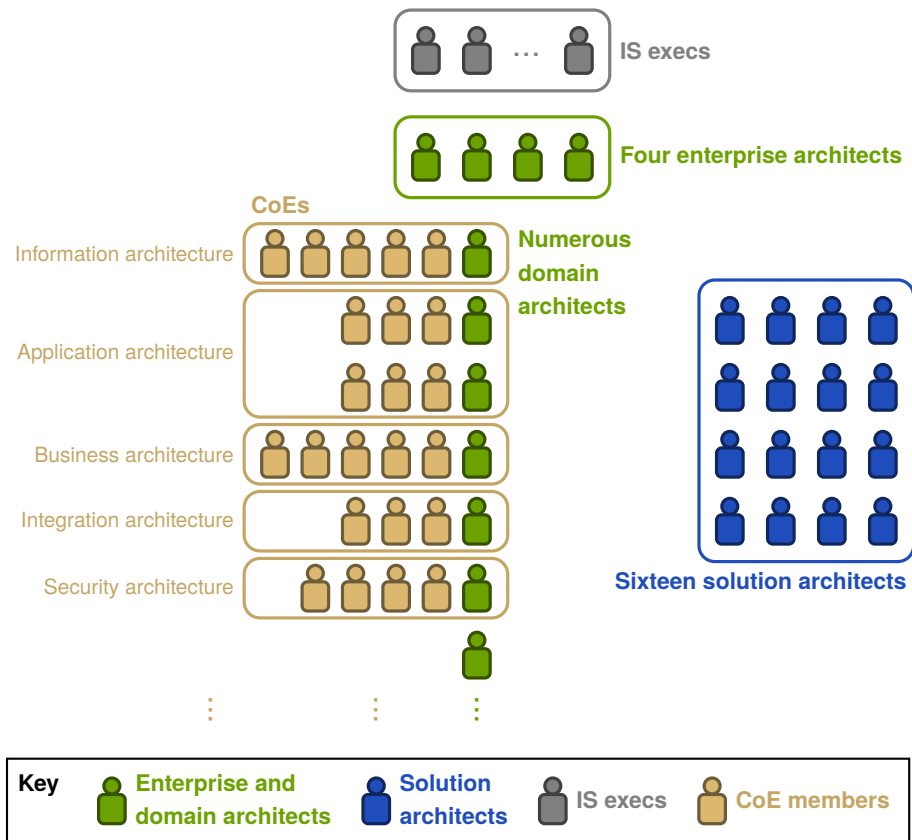 IS execs
Four enterprise architects
CoEs
Information architecture
Numerous
domain
architects
Application architecture
Business architecture
Integration architecture
Security architecture
Sixteen solution architects
Key
Enterprise and
domain architects
Solution
architects
IS execs
CoE members